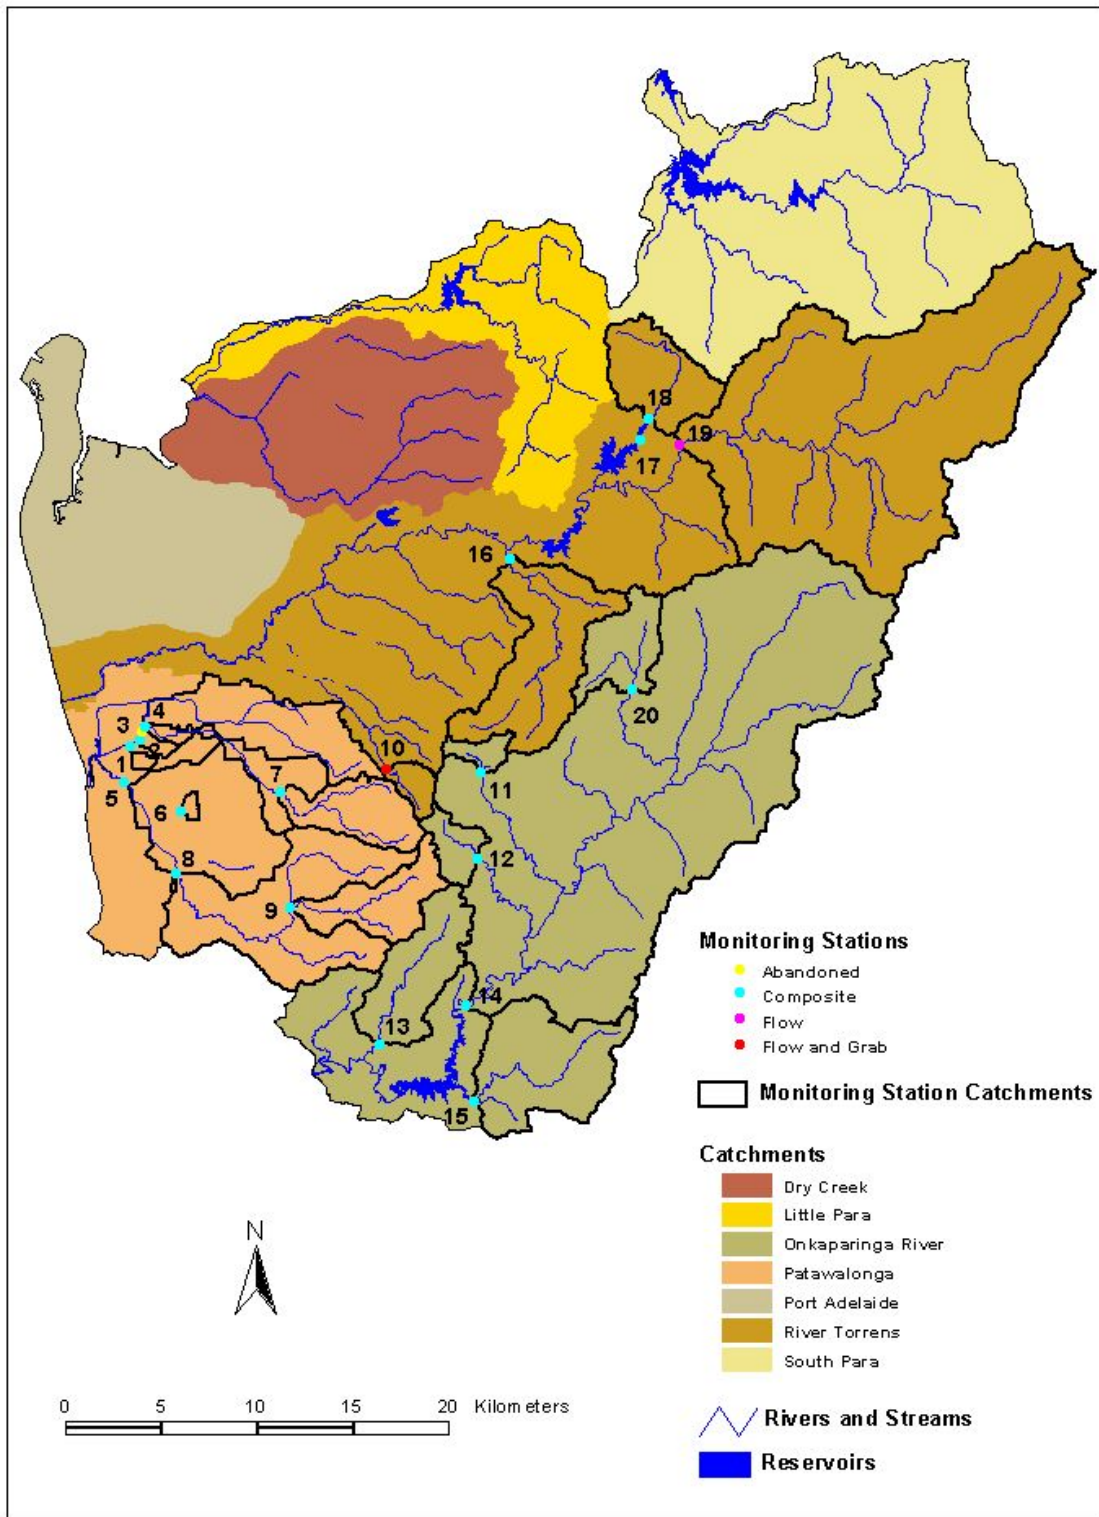 18
19
17
16
20
4
3
2
1
10
7
11
5
6
12
8
9
14
13
15
Monitoring Stations
Abandoned
Composite
Flow
Flow and Grab
Monitoring Station Catchments
Catchments
Dry Creek
Little Para
Onkaparinga River
Patawalonga
Port Adelaide
River Torrens
South Para
N
0 5 10 15 20 Kilometers
Rivers and Streams
Reservoirs